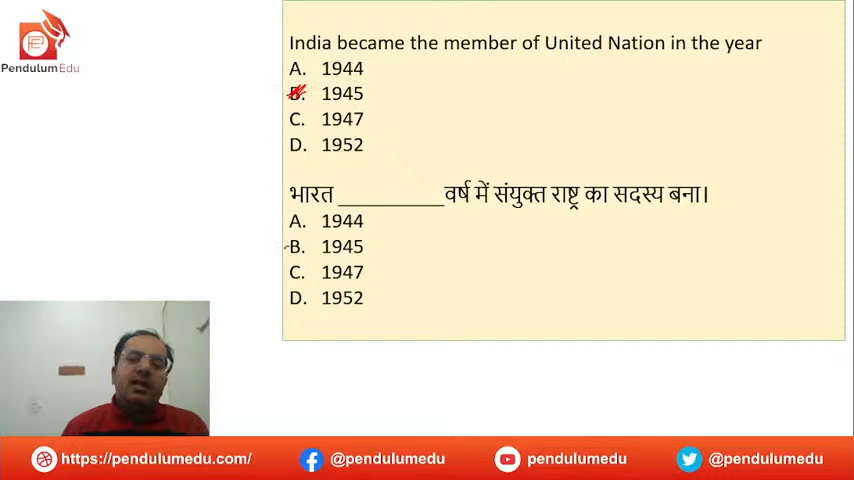 PendulumEdu
India became the member of United Nation in the year
A. 1944
B. 1945
C. 1947
D. 1952
भारत __________ वर्ष में संयुक्त राष्ट्र का सदस्य बना।
A. 1944
B. 1945
C. 1947
D. 1952
https://pendulumedu.com/ @pendulumedu pendulumedu @pendulumedu